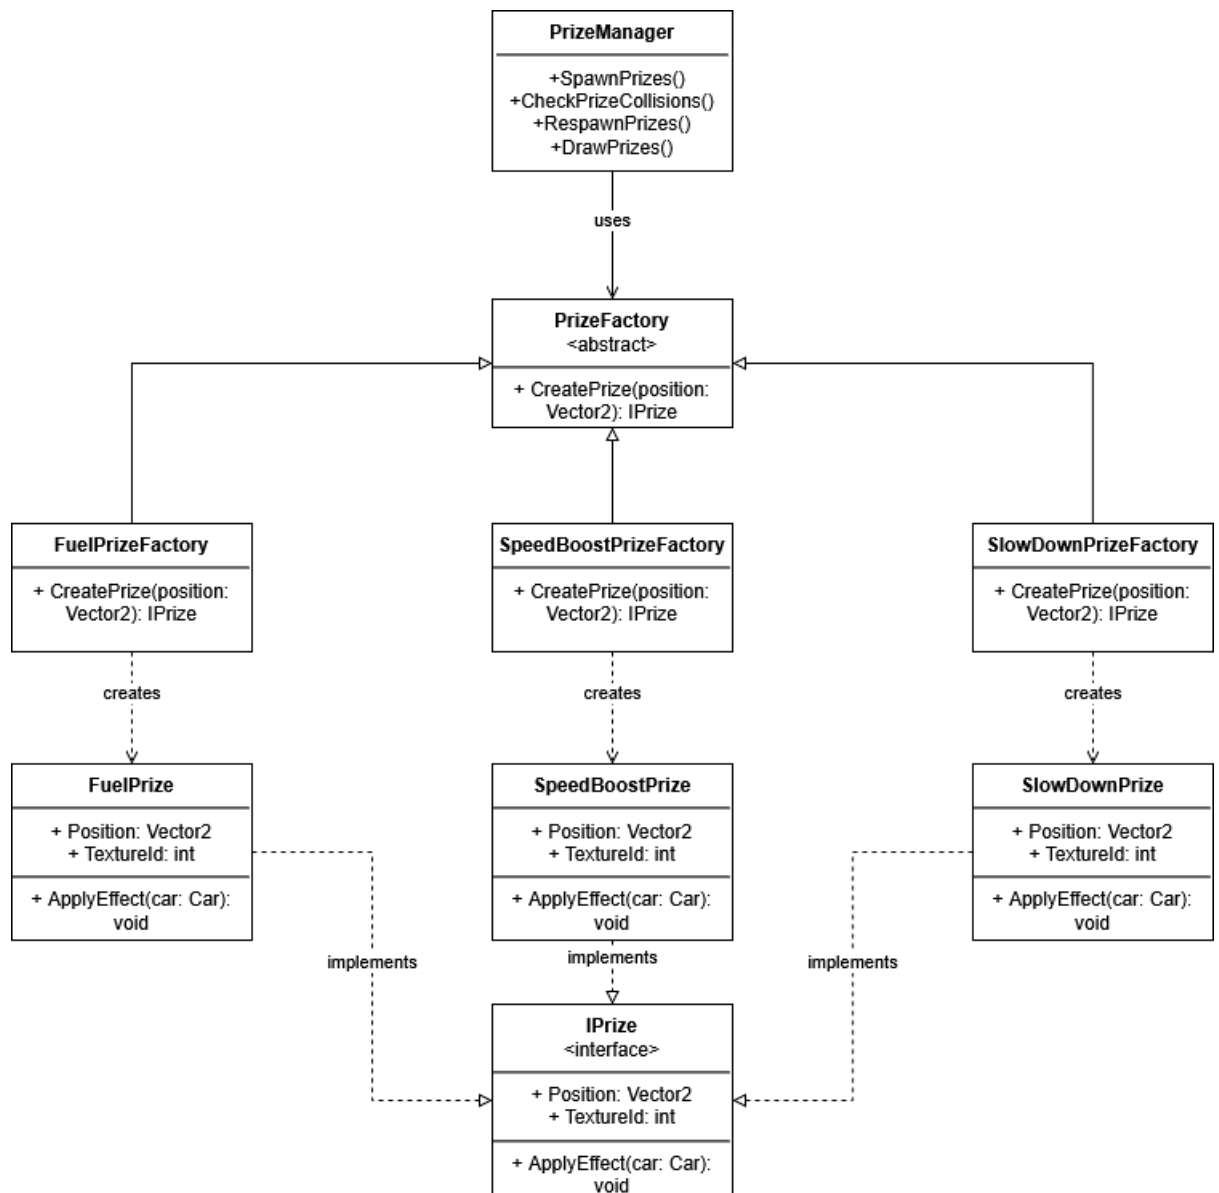 PrizeManager
+SpawnPrizes()
+CheckPrizeCollisions()
+RespawnPrizes()
+DrawPrizes()
uses
PrizeFactory
<abstract>
+ CreatePrize(position:
Vector2): IPrize
FuelPrizeFactory
+ CreatePrize(position:
Vector2): IPrize
SpeedBoostPrizeFactory
+ CreatePrize(position:
Vector2): IPrize
SlowDownPrizeFactory
+ CreatePrize(position:
Vector2): IPrize
creates
creates
creates
FuelPrize
+ Position: Vector2
+ TextureId: int
+ ApplyEffect(car: Car):
void
SpeedBoostPrize
+ Position: Vector2
+ TextureId: int
+ ApplyEffect(car: Car):
void
SlowDownPrize
+ Position: Vector2
+ TextureId: int
+ ApplyEffect(car: Car):
void
implements
implements
implements
IPrize
<interface>
+ Position: Vector2
+ TextureId: int
+ ApplyEffect(car: Car):
void